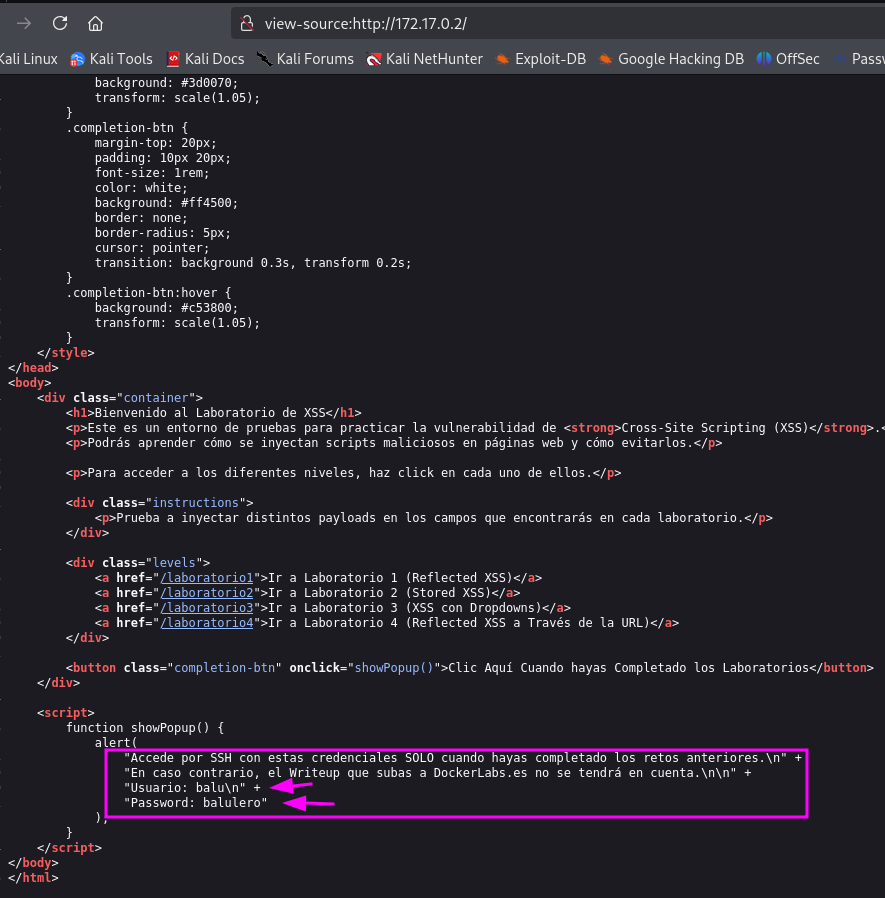 view-source:http://172.17.0.2/
Kali Linux Kali Tools Kali Docs Kali Forums Kali NetHunter Exploit-DB Google Hacking DB OffSec
background: #3d0070;
transform: scale(1.05);
}
.completion-btn {
margin-top: 20px;
padding: 10px 20px;
font-size: 1rem;
color: white;
background: #ff4500;
border: none;
border-radius: 5px;
cursor: pointer;
transition: background 0.3s, transform 0.2s;
}
.completion-btn:hover {
background: #c53800;
transform: scale(1.05);
}
</style>
</head>
<body>
<div class="container">
<h1>Bienvenido al Laboratorio de XSS</h1>
<p>Este es un entorno de pruebas para practicar la vulnerabilidad de <strong>Cross-Site Scripting (XSS)</strong>.<
<p>Podrás aprender cómo se inyectan scripts maliciosos en páginas web y cómo evitarlos.</p>
<p>Para acceder a los diferentes niveles, haz click en cada uno de ellos.</p>
<div class="instructions">
<p>Prueba a inyectar distintos payloads en los campos que encontrarás en cada laboratorio.</p>
</div>
<div class="levels">
<a href="/laboratorio1">Ir a Laboratorio 1 (Reflected XSS)</a>
<a href="/laboratorio2">Ir a Laboratorio 2 (Stored XSS)</a>
<a href="/laboratorio3">Ir a Laboratorio 3 (XSS con Dropdowns)</a>
<a href="/laboratorio4">Ir a Laboratorio 4 (Reflected XSS a Través de la URL)</a>
</div>
<button class="completion-btn" onclick="showPopup()">Clic Aquí Cuando hayas Completado los Laboratorios</button>
</div>
<script>
function showPopup() {
alert(
"Accede por SSH con estas credenciales SOLO cuando hayas completado los retos anteriores.\n" +
"En caso contrario, el Writeup que subas a DockerLabs.es no se tendrá en cuenta.\n\n" +
"Usuario: balu\n" +
"Password: balulero"
);
}
</script>
</body>
</html>